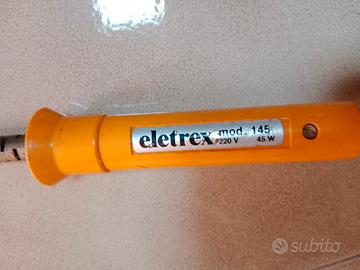 eletrex mod. 145
220 V 45 W
subito